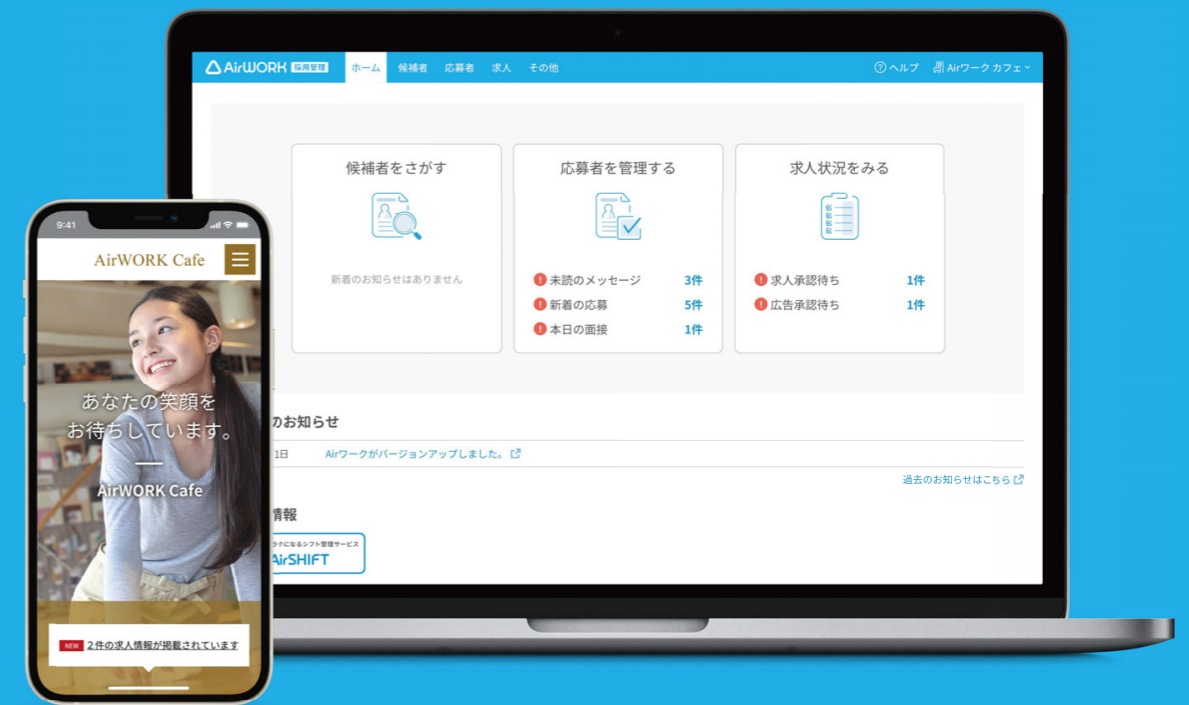 AirWORK 採用管理
ホーム
候補者
応募者
求人
その他
ヘルプ
Airワーク カフェ
候補者をさがす
新着のお知らせはありません
応募者を管理する
未読のメッセージ 3件
新着の応募 5件
本日の面接 1件
求人状況をみる
求人承認待ち 1件
広告承認待ち 1件
のお知らせ
1日 Airワークがバージョンアップしました。
過去のお知らせはこちら
情報
ラクになるシフト管理サービス
AirSHIFT
9:41
AirWORK Cafe
あなたの笑顔を
お待ちしています。
AirWORK Cafe
NEW 2件の求人情報が掲載されています